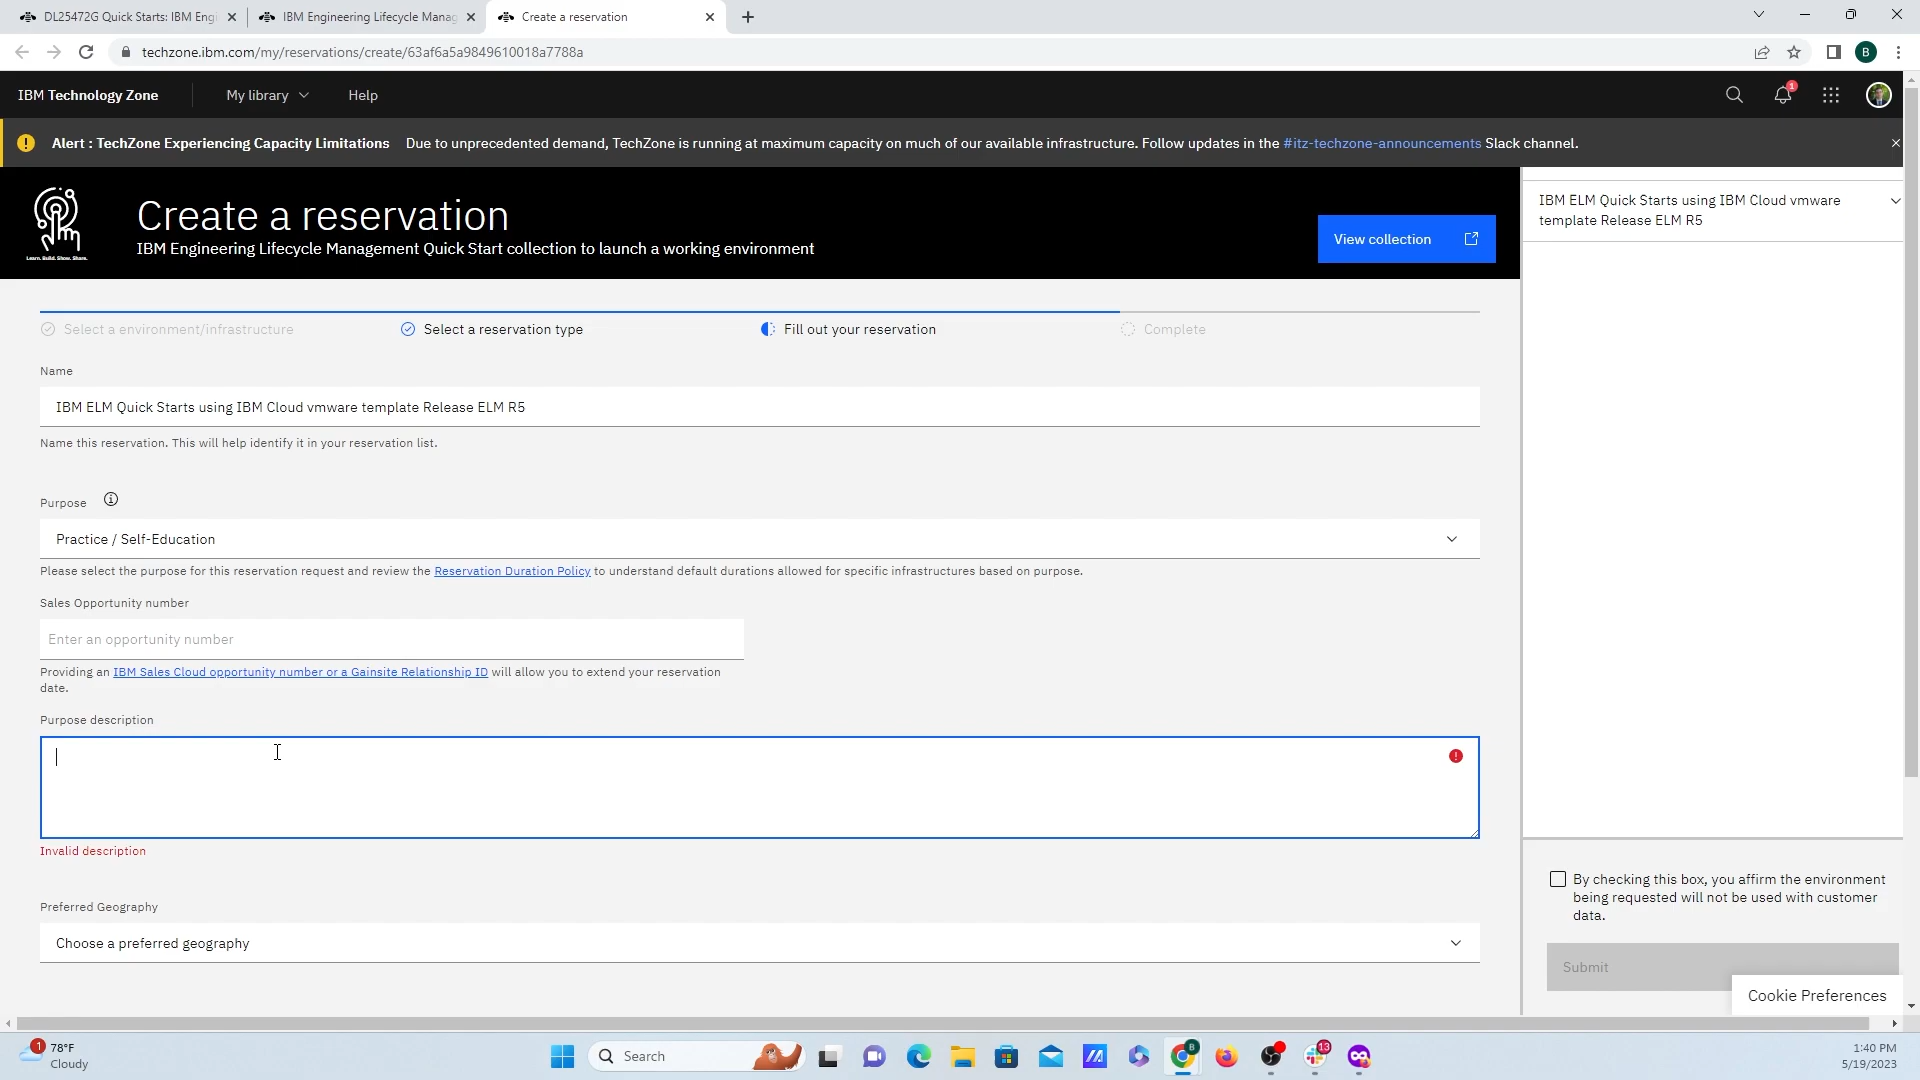 DL25472G Quick Starts: IBM Engi
IBM Engineering Lifecycle Manag
Create a reservation
techzone.ibm.com/my/reservations/create/63af6a5a9849610018a7788a
B
IBM Technology Zone
My library
Help
1
Alert : TechZone Experiencing Capacity Limitations Due to unprecedented demand, TechZone is running at maximum capacity on much of our available infrastructure. Follow updates in the #itz-techzone-announcements Slack channel.
Learn. Build. Show. Share.
Create a reservation
IBM Engineering Lifecycle Management Quick Start collection to launch a working environment
View collection
IBM ELM Quick Starts using IBM Cloud vmware
template Release ELM R5
Select a environment/infrastructure
Select a reservation type
Fill out your reservation
Complete
Name
IBM ELM Quick Starts using IBM Cloud vmware template Release ELM R5
Name this reservation. This will help identify it in your reservation list.
Purpose
Practice / Self-Education
Please select the purpose for this reservation request and review the Reservation Duration Policy to understand default durations allowed for specific infrastructures based on purpose.
Sales Opportunity number
Enter an opportunity number
Providing an IBM Sales Cloud opportunity number or a Gainsite Relationship ID will allow you to extend your reservation
date.
Purpose description
Invalid description
Preferred Geography
Choose a preferred geography
By checking this box, you affirm the environment
being requested will not be used with customer
data.
Submit
Cookie Preferences
1
78°F
Cloudy
Search
B
13
1:40 PM
5/19/2023